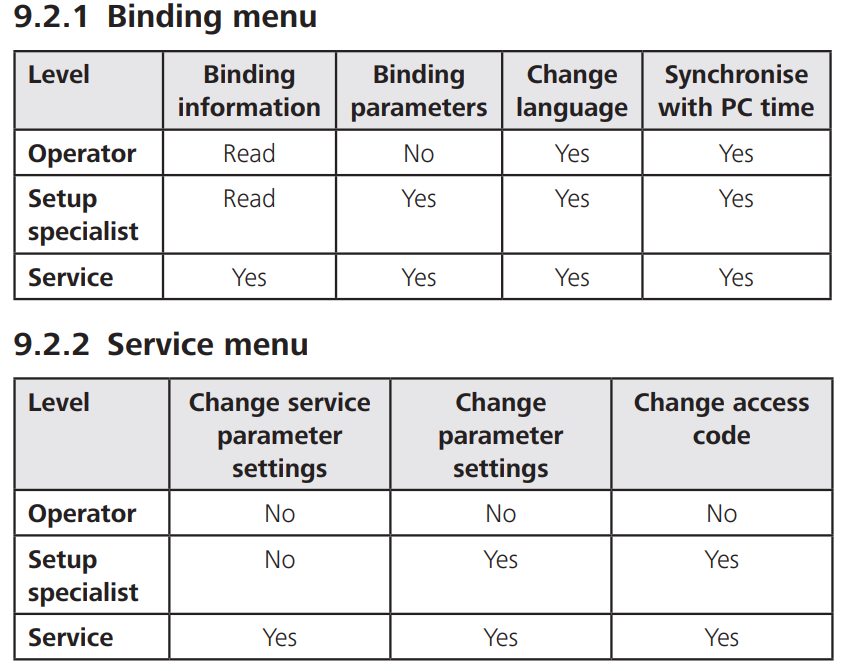 9.2.1 Binding menu
Level Binding Binding Change Synchronise
information parameters language with PC time
Operator Read No Yes Yes
Setup Read Yes Yes Yes
specialist
Service Yes Yes Yes Yes
9.2.2 Service menu
Level Change service Change Change access
parameter parameter code
settings settings
Operator No No No
Setup No Yes Yes
specialist
Service Yes Yes Yes